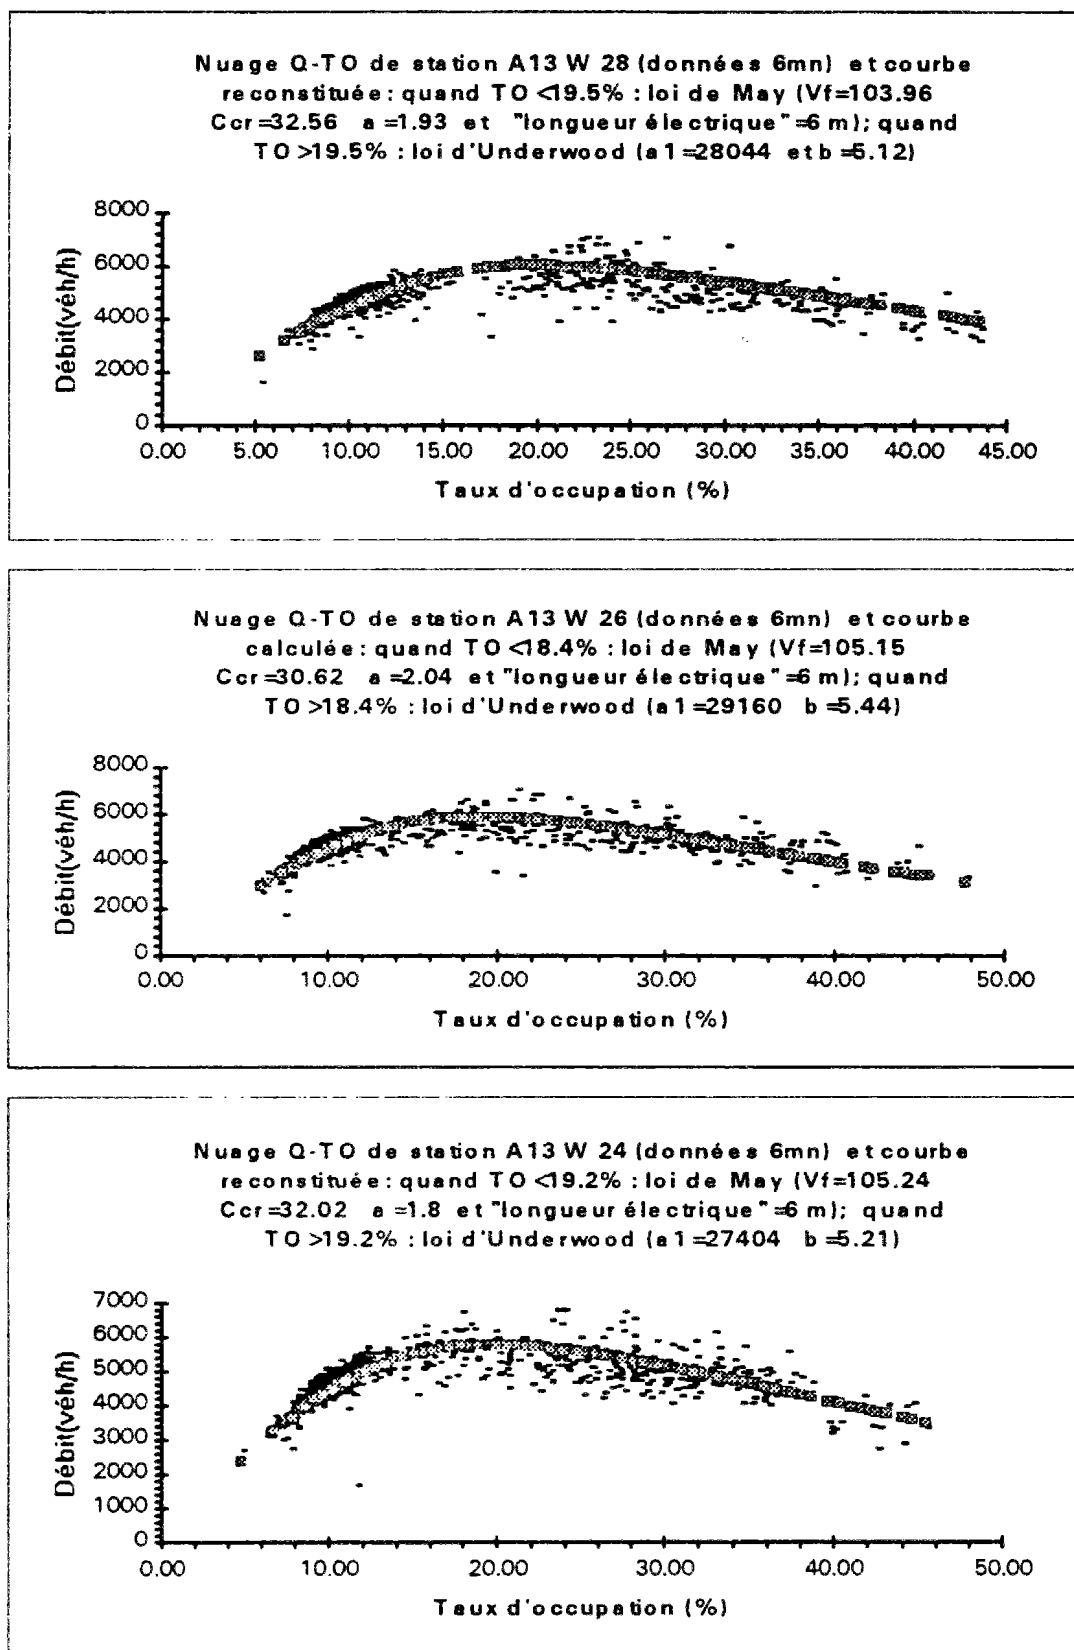 Nuage Q-TO de station A13 W 28 (données 6mn) et courbe
reconstituée : quand TO <19.5% : loi de May (Vf=103.96
Ccr=32.56 a=1.93 et "longueur électrique"=6 m); quand
TO>19.5% : loi d'Underwood (a1=28044 et b=5.12)
8000
6000
4000
2000
0
Débit(véh/h)
0.00 5.00 10.00 15.00 20.00 25.00 30.00 35.00 40.00 45.00
Taux d'occupation (%)
Nuage Q-TO de station A13 W 26 (données 6mn) et courbe
calculée : quand TO <18.4% : loi de May (Vf=105.15
Ccr=30.62 a=2.04 et "longueur électrique"=6 m); quand
TO>18.4% : loi d'Underwood (a1=29160 b=5.44)
8000
6000
4000
2000
0
Débit(véh/h)
0.00 10.00 20.00 30.00 40.00 50.00
Taux d'occupation (%)
Nuage Q-TO de station A13 W 24 (données 6mn) et courbe
reconstituée : quand TO <19.2% : loi de May (Vf=105.24
Ccr=32.02 a=1.8 et "longueur électrique"=6 m); quand
TO>19.2% : loi d'Underwood (a1=27404 b=5.21)
7000
6000
5000
4000
3000
2000
1000
0
Débit(véh/h)
0.00 10.00 20.00 30.00 40.00 50.00
Taux d'occupation (%)